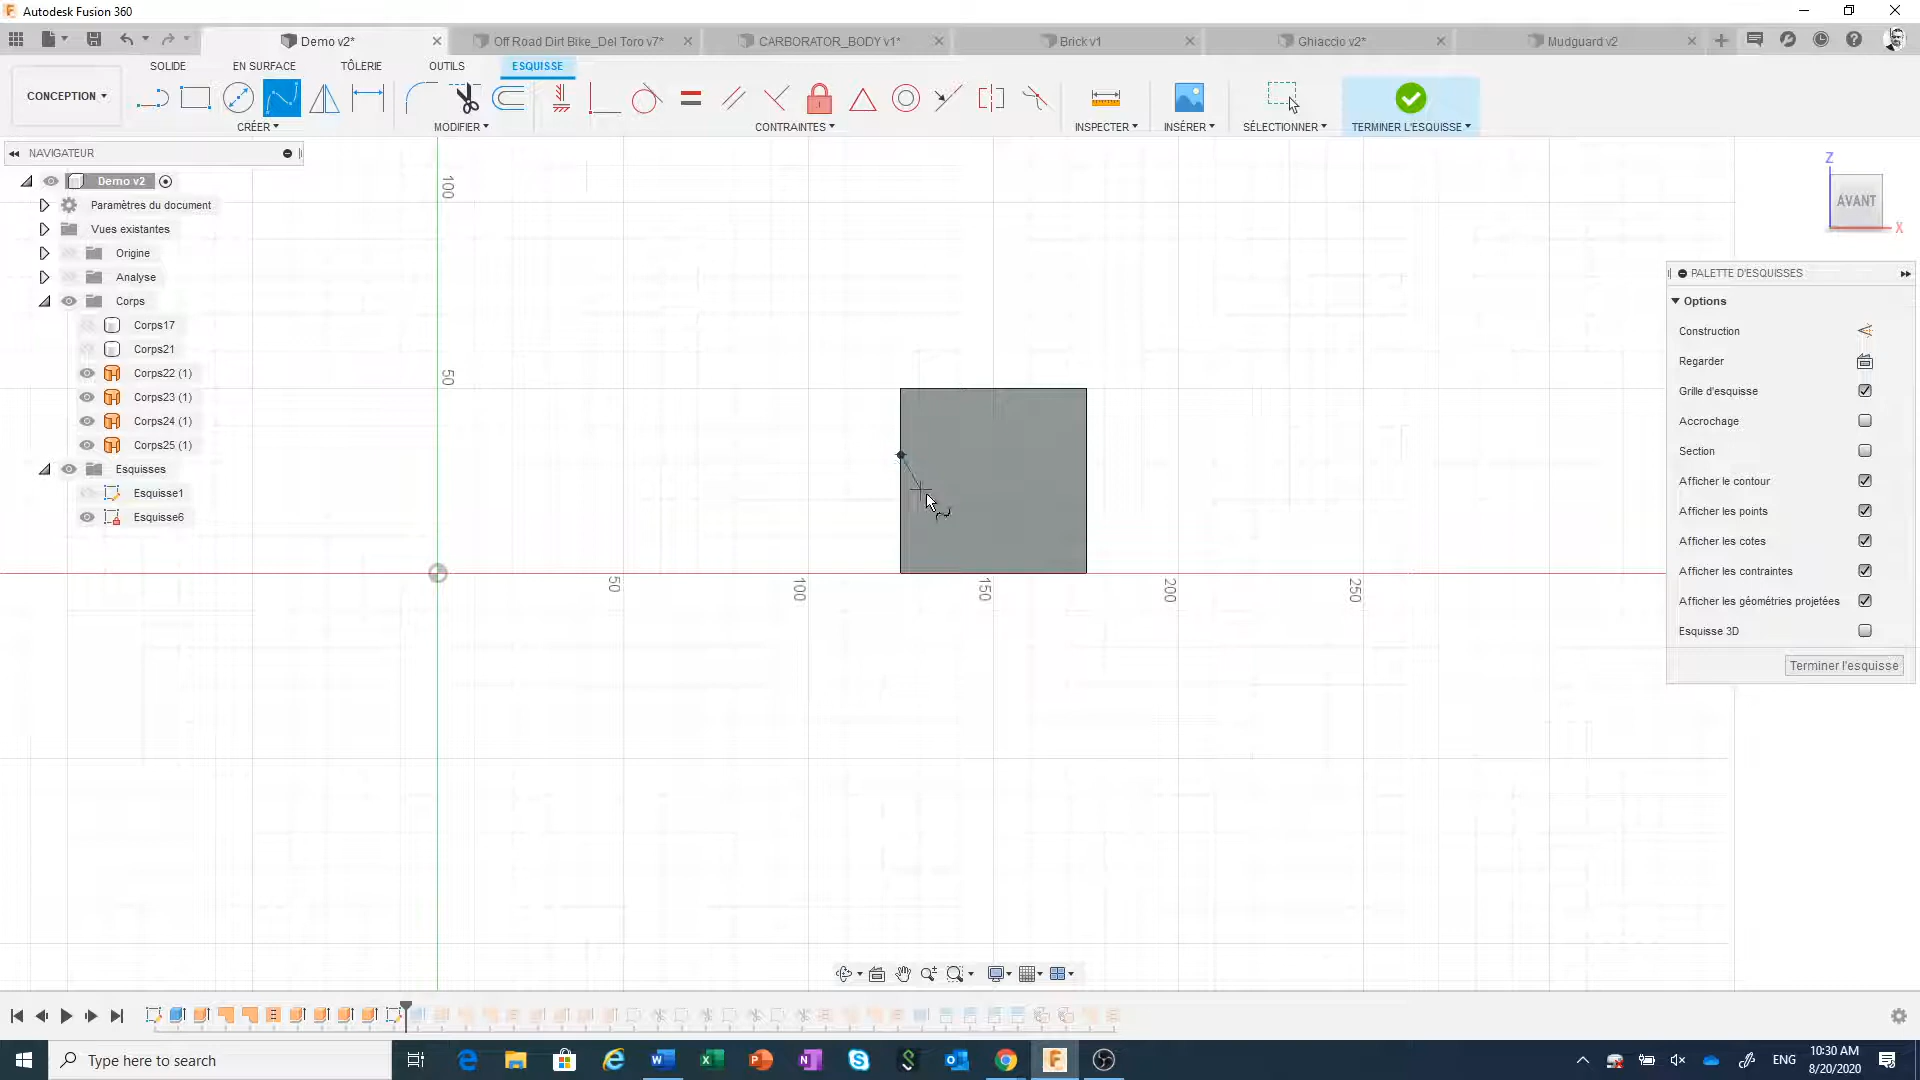 Autodesk Fusion 360
Demo v2*
Off Road Dirt Bike_Del Toro v7*
CARBORATOR_BODY v1*
Brick v1
Ghiaccio v2*
Mudguard v2
SOLIDE
EN SURFACE
TÔLERIE
OUTILS
ESQUISSE
CONCEPTION
CRÉER
MODIFIER
CONTRAINTES
INSPECTER
INSÉRER
SÉLECTIONNER
TERMINER L'ESQUISSE
NAVIGATEUR
Demo v2
Paramètres du document
Vues existantes
Origine
Analyse
Corps
Corps17
Corps21
Corps22 (1)
Corps23 (1)
Corps24 (1)
Corps25 (1)
Esquisses
Esquisse1
Esquisse6
100
50
50
100
150
200
250
Z
AVANT
X
PALETTE D'ESQUISSES
Options
Construction
Regarder
Grille d'esquisse
Accrochage
Section
Afficher le contour
Afficher les points
Afficher les cotes
Afficher les contraintes
Afficher les géométries projetées
Esquisse 3D
Terminer l'esquisse
Type here to search
ENG
10:30 AM
8/20/2020